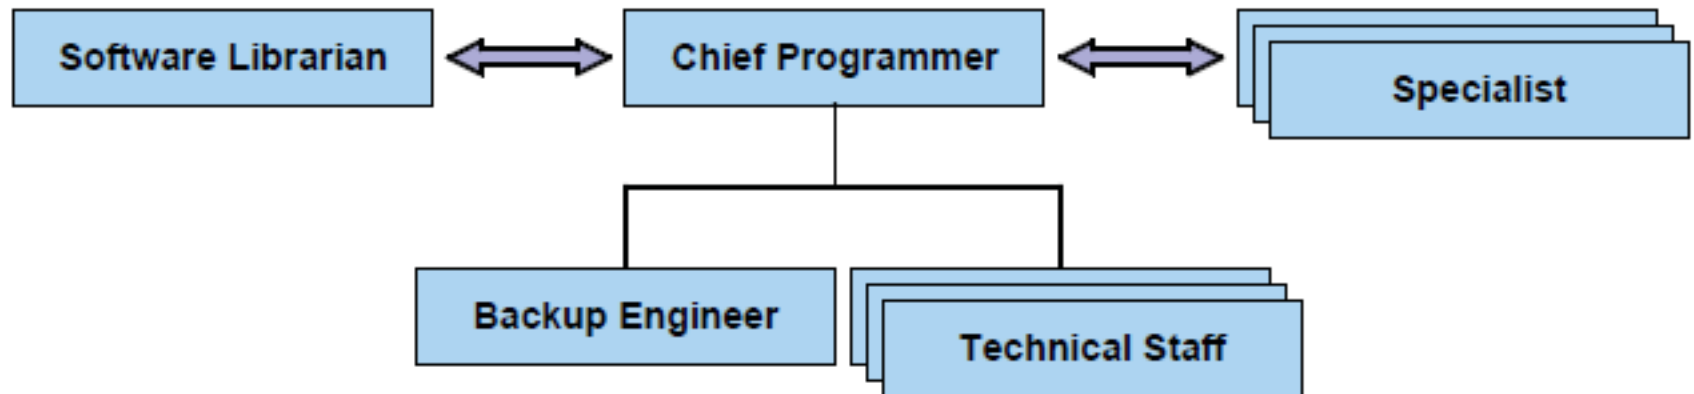 Software Librarian
Chief Programmer
Specialist
Backup Engineer
Technical Staff